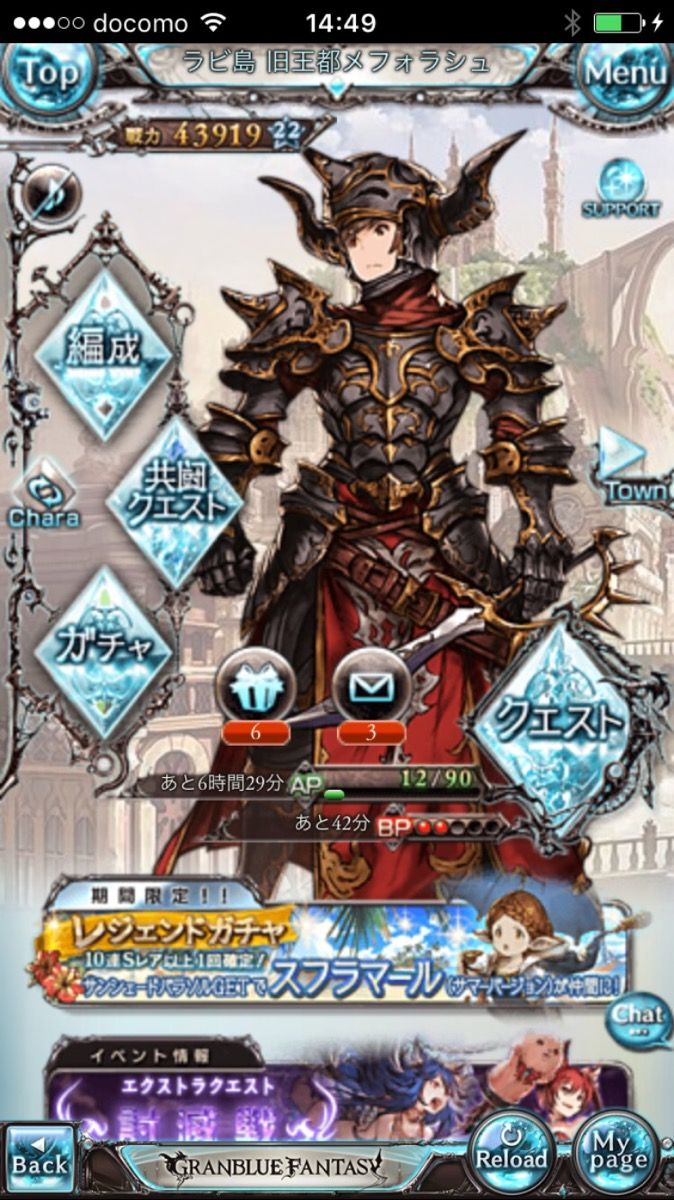 docomo 14:49
Top
ラビ島 旧王都メフォラシュ
Menu
戦力 43919
22
SUPPORT
編成
共闘
クエスト
Chara
Town
ガチャ
クエスト
6
3
あと6時間29分 AP 12/90
あと42分 BP
期間限定!!
レジェンドガチャ
10連Sレア以上1回確定!
サンシェードパラソルGETでスフラマール(サマーバージョン)が仲間に!
Chat
イベント情報
エクストラクエスト
Back
GRANBLUE FANTASY
Reload
My page